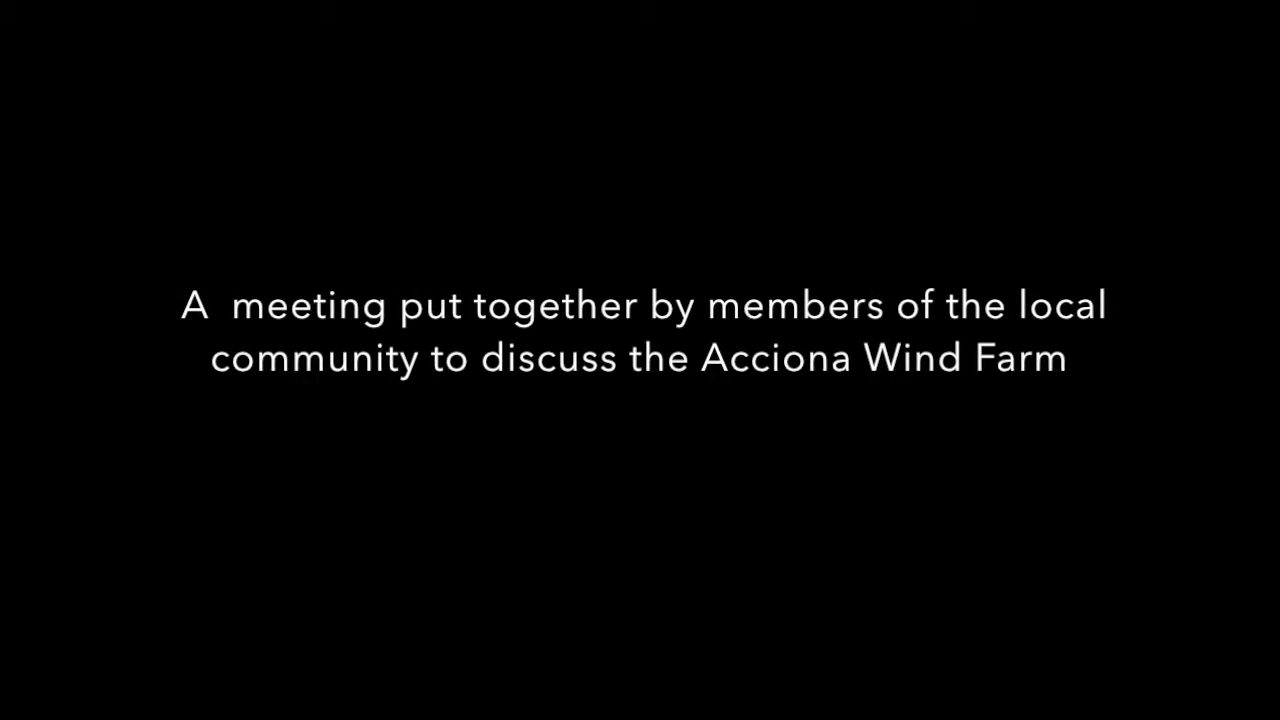 A  meeting put together by members of the local
community to discuss the Acciona Wind Farm